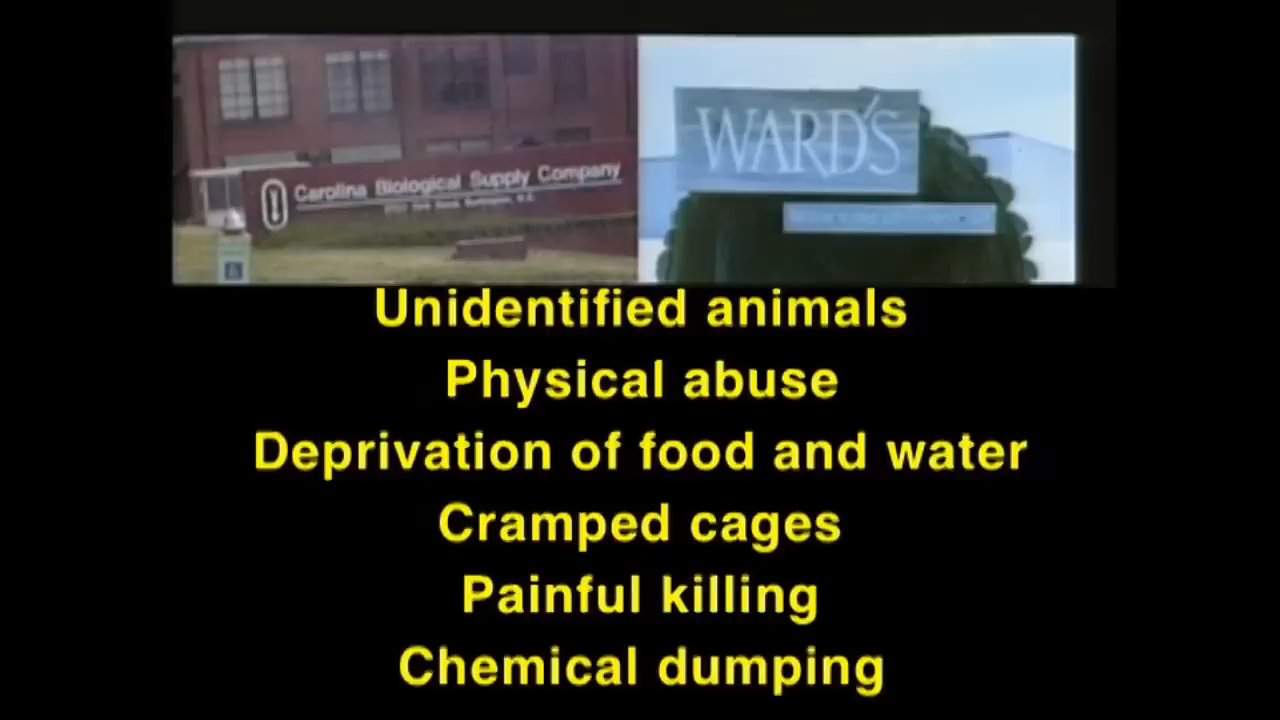 Carolina Biological Supply Company
WARD'S
Unidentified animals
Physical abuse
Deprivation of food and water
Cramped cages
Painful killing
Chemical dumping